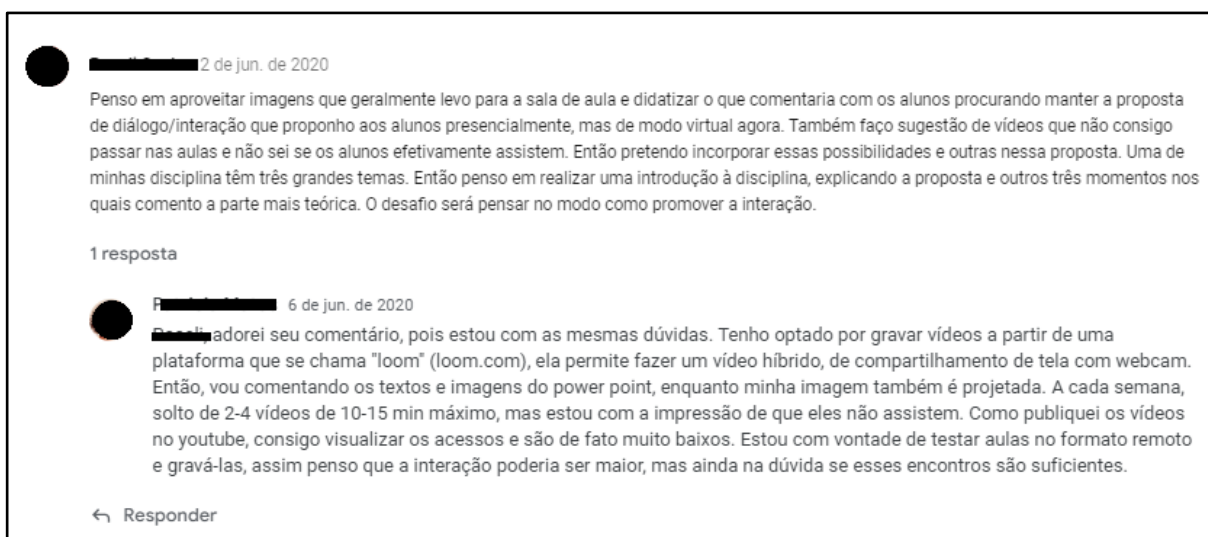 2 de jun. de 2020
Penso em aproveitar imagens que geralmente levo para a sala de aula e didatizar o que comentaria com os alunos procurando manter a proposta
de diálogo/interação que proponho aos alunos presencialmente, mas de modo virtual agora. Também faço sugestão de vídeos que não consigo
passar nas aulas e não sei se os alunos efetivamente assistem. Então pretendo incorporar essas possibilidades e outras nessa proposta. Uma de
minhas disciplina têm três grandes temas. Então penso em realizar uma introdução à disciplina, explicando a proposta e outros três momentos nos
quais comento a parte mais teórica. O desafio será pensar no modo como promover a interação.
1 resposta
6 de jun. de 2020
adorei seu comentário, pois estou com as mesmas dúvidas. Tenho optado por gravar vídeos a partir de uma
plataforma que se chama "loom" (loom.com), ela permite fazer um vídeo híbrido, de compartilhamento de tela com webcam.
Então, vou comentando os textos e imagens do power point, enquanto minha imagem também é projetada. A cada semana,
solto de 2-4 vídeos de 10-15 min máximo, mas estou com a impressão de que eles não assistem. Como publiquei os vídeos
no youtube, consigo visualizar os acessos e são de fato muito baixos. Estou com vontade de testar aulas no formato remoto
e gravá-las, assim penso que a interação poderia ser maior, mas ainda na dúvida se esses encontros são suficientes.
Responder